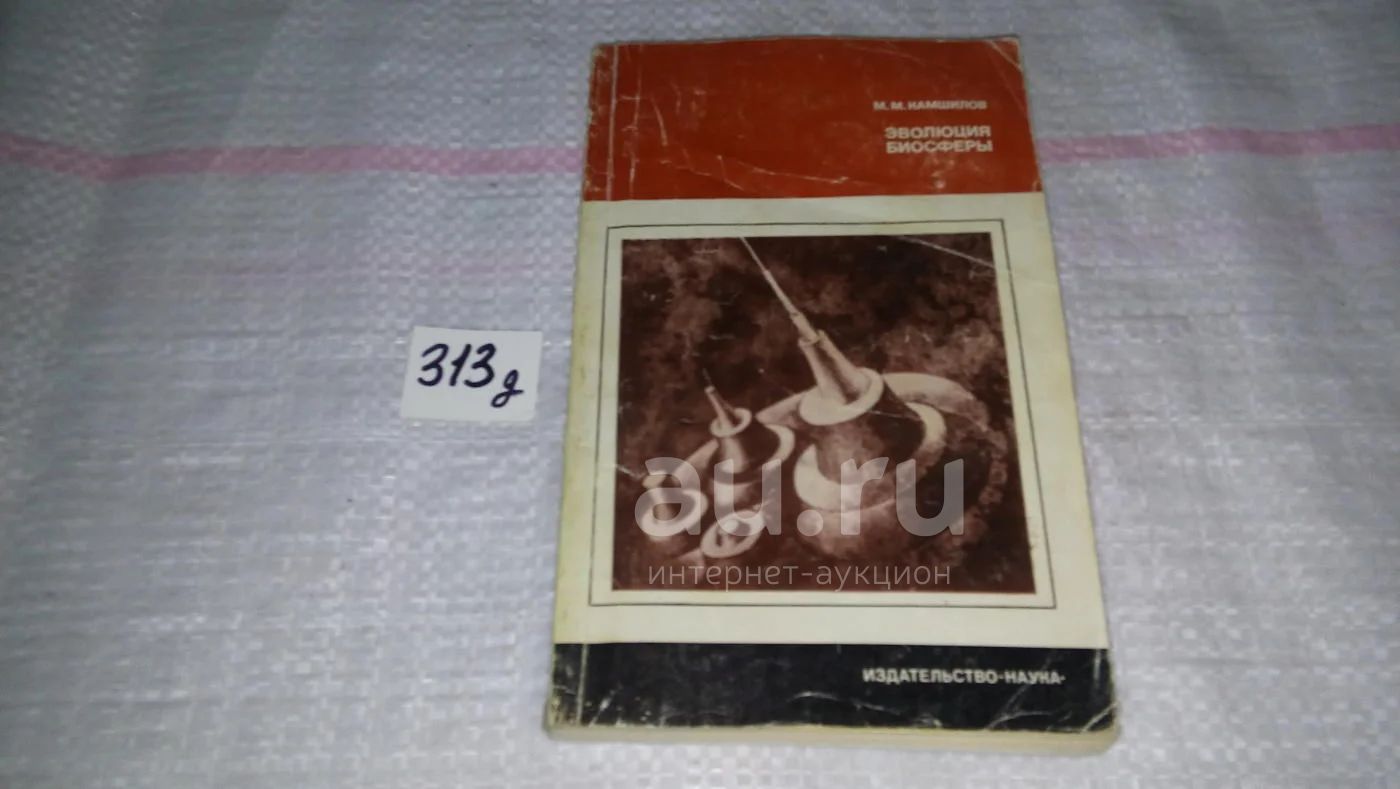 М. М. КАМШИЛОВ
ЭВОЛЮЦИЯ
БИОСФЕРЫ
313д
au.ru
интернет-аукцион
ИЗДАТЕЛЬСТВО «НАУКА»